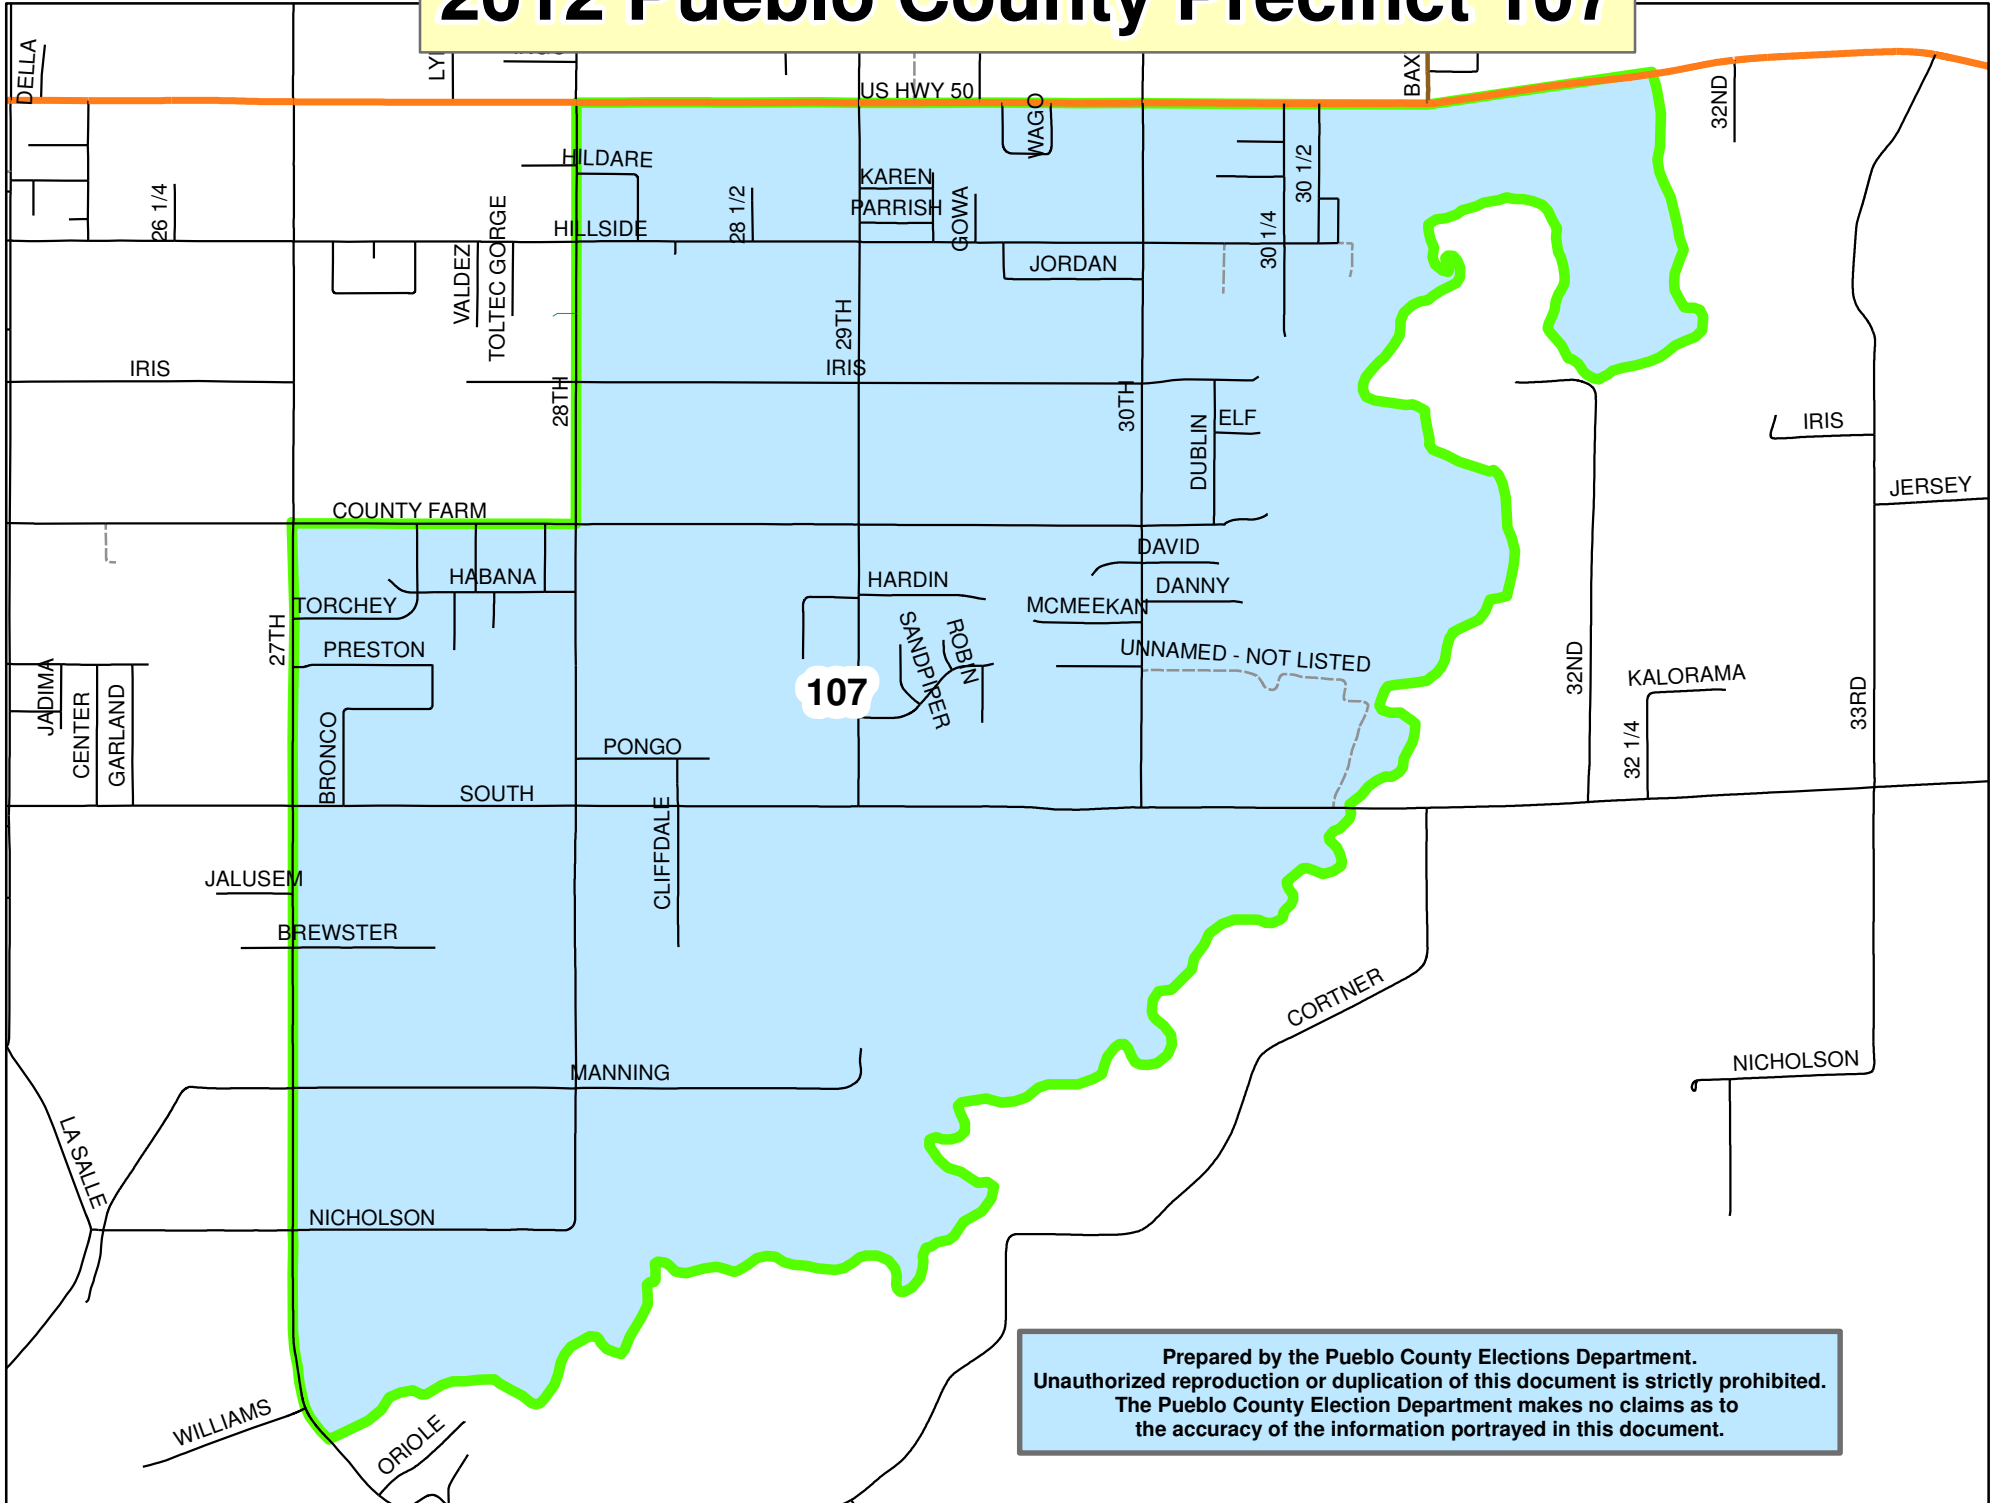 2012 Pueblo County Precinct 107
DELLA
BAX
US HWY 50
WAGO
32ND
HILDARE
KAREN
30 1/2
26 1/4
28 1/2
PARRISH
GOWA
HILLSIDE
30 1/4
VALDEZ
TOLTEC GORGE
JORDAN
29TH
IRIS
IRIS
28TH
30TH
DUBLIN
ELF
IRIS
COUNTY FARM
JERSEY
DAVID
HABANA
HARDIN
DANNY
TORCHEY
MCMEEKAN
27TH
PRESTON
SANDPIPER
ROBIN
UNNAMED - NOT LISTED
32ND
KALORAMA
JADIMA
CENTER
GARLAND
107
33RD
BRONCO
PONGO
32 1/4
SOUTH
CLIFFDALE
JALUSEM
BREWSTER
CORTNER
MANNING
NICHOLSON
LA SALLE
NICHOLSON
WILLIAMS
ORIOLE
Prepared by the Pueblo County Elections Department.
Unauthorized reproduction or duplication of this document is strictly prohibited.
The Pueblo County Election Department makes no claims as to
the accuracy of the information portrayed in this document.